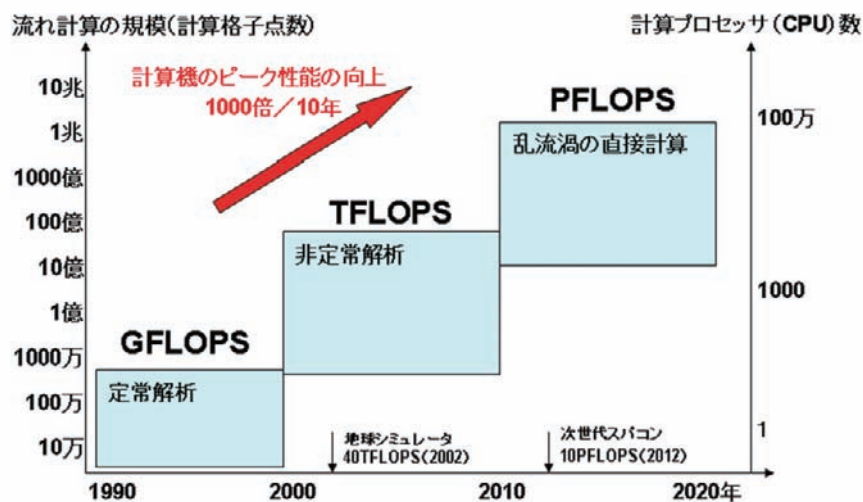 流れ計算の規模(計算格子点数)
計算プロセッサ(CPU)数
計算機のピーク性能の向上
1000倍/10年
10兆
1兆
1000億
100億
10億
1億
1000万
100万
10万
PFLOPS
乱流渦の直接計算
TFLOPS
非定常解析
GFLOPS
定常解析
100万
1000
1
地球シミュレータ
40TFLOPS(2002)
次世代スパコン
10PFLOPS(2012)
1990
2000
2010
2020年